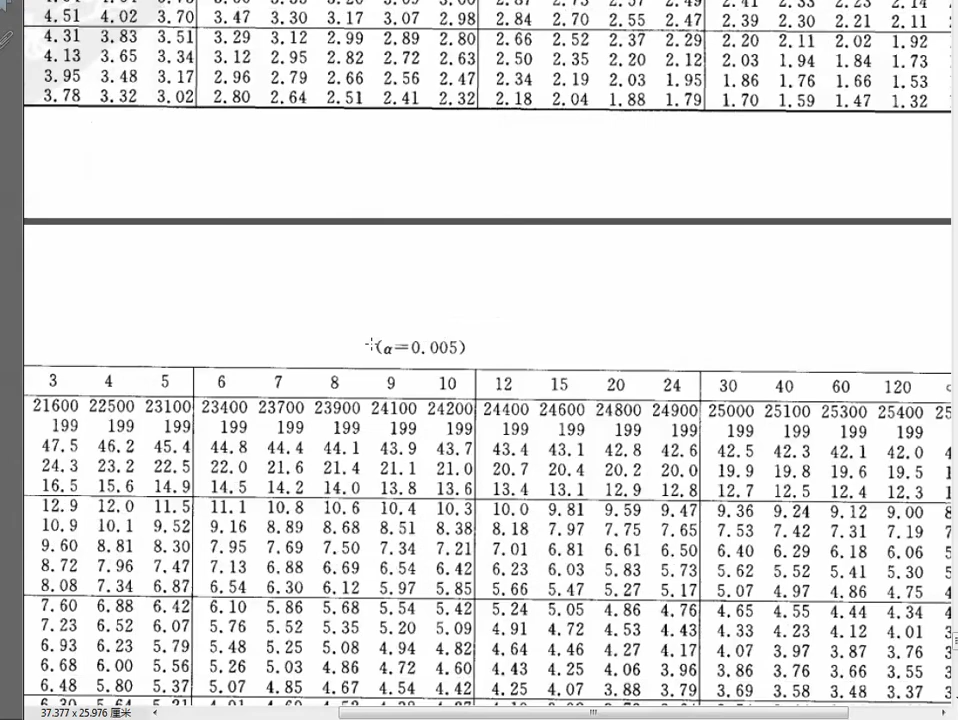 4.51 4.02 3.70 3.47 3.30 3.17 3.07 2.98 2.84 2.70 2.55 2.47 2.39 2.30 2.21 2.11
4.31 3.83 3.51 3.29 3.12 2.99 2.89 2.80 2.66 2.52 2.37 2.29 2.20 2.11 2.02 1.92
4.13 3.65 3.34 3.12 2.95 2.82 2.72 2.63 2.50 2.35 2.20 2.12 2.03 1.94 1.84 1.73
3.95 3.48 3.17 2.96 2.79 2.66 2.56 2.47 2.34 2.19 2.03 1.95 1.86 1.76 1.66 1.53
3.78 3.32 3.02 2.80 2.64 2.51 2.41 2.32 2.18 2.04 1.88 1.79 1.70 1.59 1.47 1.32
(α=0.005)
3 4 5 6 7 8 9 10 12 15 20 24 30 40 60 120
21600 22500 23100 23400 23700 23900 24100 24200 24400 24600 24800 24900 25000 25100 25300 25400 25
199 199 199 199 199 199 199 199 199 199 199 199 199 199 199 199
47.5 46.2 45.4 44.8 44.4 44.1 43.9 43.7 43.4 43.1 42.8 42.6 42.5 42.3 42.1 42.0 4
24.3 23.2 22.5 22.0 21.6 21.4 21.1 21.0 20.7 20.4 20.2 20.0 19.9 19.8 19.6 19.5 1
16.5 15.6 14.9 14.5 14.2 14.0 13.8 13.6 13.4 13.1 12.9 12.8 12.7 12.5 12.4 12.3 1
12.9 12.0 11.5 11.1 10.8 10.6 10.4 10.3 10.0 9.81 9.59 9.47 9.36 9.24 9.12 9.00 8
10.9 10.1 9.52 9.16 8.89 8.68 8.51 8.38 8.18 7.97 7.75 7.65 7.53 7.42 7.31 7.19 7
9.60 8.81 8.30 7.95 7.69 7.50 7.34 7.21 7.01 6.81 6.61 6.50 6.40 6.29 6.18 6.06 5
8.72 7.96 7.47 7.13 6.88 6.69 6.54 6.42 6.23 6.03 5.83 5.73 5.62 5.52 5.41 5.30 5
8.08 7.34 6.87 6.54 6.30 6.12 5.97 5.85 5.66 5.47 5.27 5.17 5.07 4.97 4.86 4.75 4
7.60 6.88 6.42 6.10 5.86 5.68 5.54 5.42 5.24 5.05 4.86 4.76 4.65 4.55 4.44 4.34 4
7.23 6.52 6.07 5.76 5.52 5.35 5.20 5.09 4.91 4.72 4.53 4.43 4.33 4.23 4.12 4.01 3
6.93 6.23 5.79 5.48 5.25 5.08 4.94 4.82 4.64 4.46 4.27 4.17 4.07 3.97 3.87 3.76 3
6.68 6.00 5.56 5.26 5.03 4.86 4.72 4.60 4.43 4.25 4.06 3.96 3.86 3.76 3.66 3.55 3
6.48 5.80 5.37 5.07 4.85 4.67 4.54 4.42 4.25 4.07 3.88 3.79 3.69 3.58 3.48 3.37 3
37.377 x 25.976 厘米